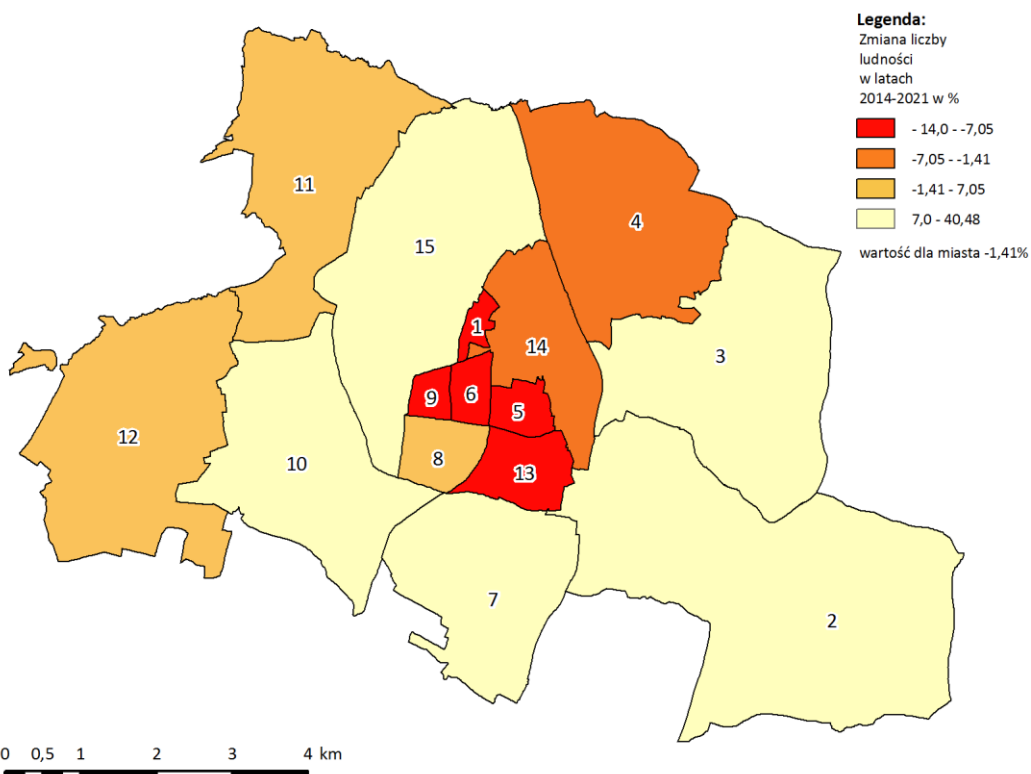 Legenda:
Zmiana liczby
ludności
w latach
2014-2021 w %
- 14,0 - -7,05
-7,05 - -1,41
-1,41 - 7,05
7,0 - 40,48
wartość dla miasta -1,41%
11
4
15
1
14
3
6
9
5
12
8
10
13
7
2
0 0,5 1 2 3 4 km